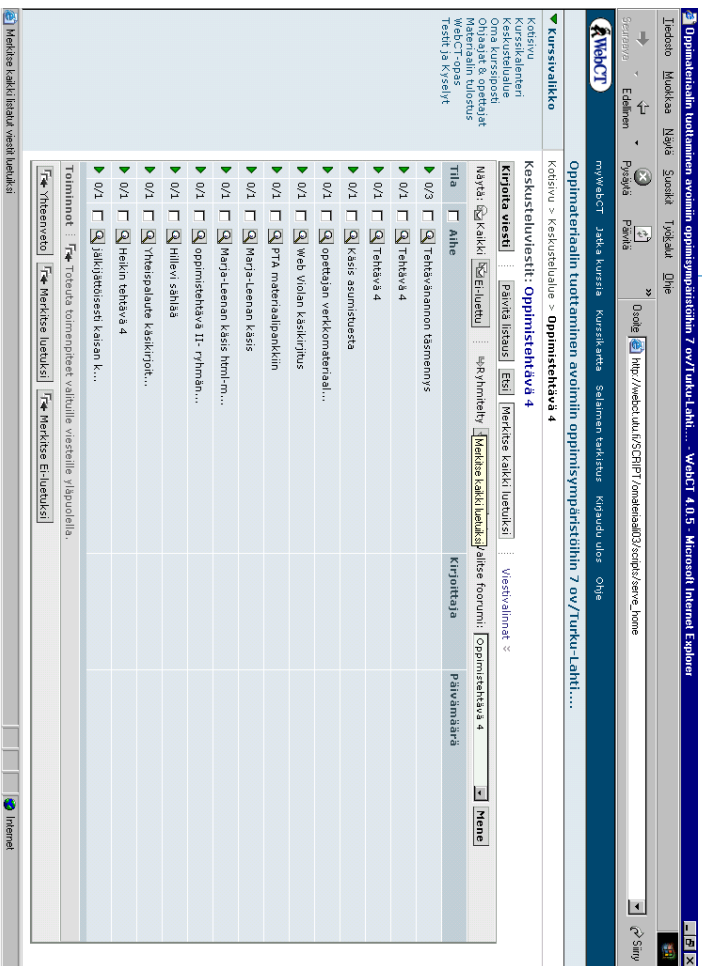 Oppimateriaalin tuottaminen avoimiin oppimisympäristöihin 7 ov/Turku-Lahti.... - WebCT 4.0.5 - Microsoft Internet Explorer
Tiedosto Muokkaa Näytä Suosikit Työkalut Ohje
Seuraava Edellinen Pysäytä Päivitä » Osoite http://webct.utu.fi/SCRIPT/omateriaali03/scripts/serve_home Siirry
WebCT myWebCT Jatka kurssia Kurssikartta Selaimen tarkistus Kirjaudu ulos Ohje
Oppimateriaalin tuottaminen avoimiin oppimisympäristöihin 7 ov/Turku-Lahti....
Kurssivalikko
Kotisivu
Kurssikalenteri
Keskustelualue
Oma kurssiposti
Ohjaajat & opettajat
Materiaalin tulostus
WebCT-opas
Testit ja Kyselyt
Kotisivu > Keskustelualue > Oppimistehtävä 4
Keskusteluviestit: Oppimistehtävä 4
Kirjoita viesti Päivitä listaus Etsi Merkitse kaikki luetuiksi Viestivalinnat
Näytä: Kaikki Ei-luettu Ryhmitelty Merkitse kaikki luetuiksi Valitse foorumi: Oppimistehtävä 4 Mene
Tila Aihe Kirjoittaja Päivämäärä
0/3 Tehtävänannon täsmennys
0/1 Tehtävä 4
0/1 Tehtävä 4
0/1 Käsis asumistuesta
0/1 opettajan verkkomateriaal...
0/1 Web Violan käsikirjitus
0/1 PTA materiaalipankkiin
0/1 Marja-Leenan käsis
0/1 Marja-Leenan käsis html-m...
0/1 oppimistehtävä II- ryhmän...
0/1 Hillevi sählää
0/1 Yhteispalaute käsikirjoit...
0/1 Heikin tehtävä 4
0/1 jälkijättöisesti kaisan k...
Toiminnot Toteuta toimenpiteet valituille viesteille yläpuolella.
Yhteenveto Merkitse luetuksi Merkitse Ei-luetuksi
Merkitse kaikki listatut viestit luetuiksi Internet